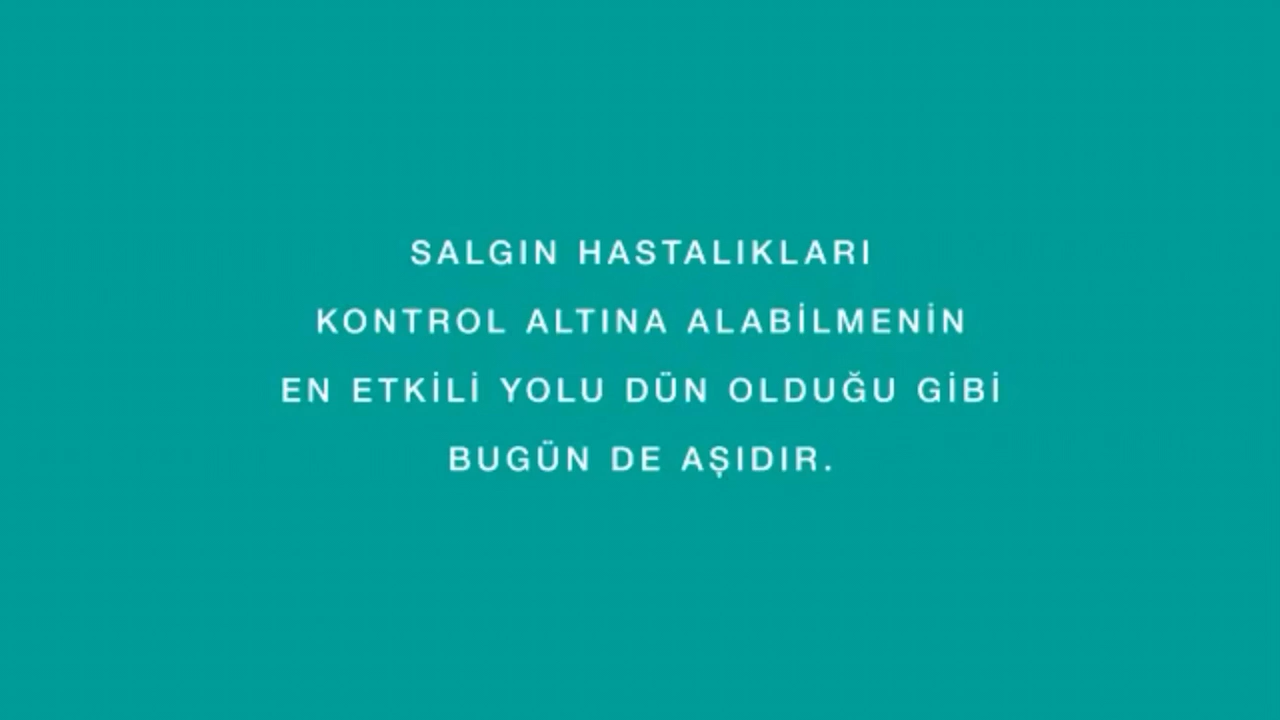 SALGIN HASTALIKLARI
KONTROL ALTINA ALABİLMENİN
EN ETKİLİ YOLU DÜN OLDUĞU GİBİ
BUGÜN DE AŞIDIR.